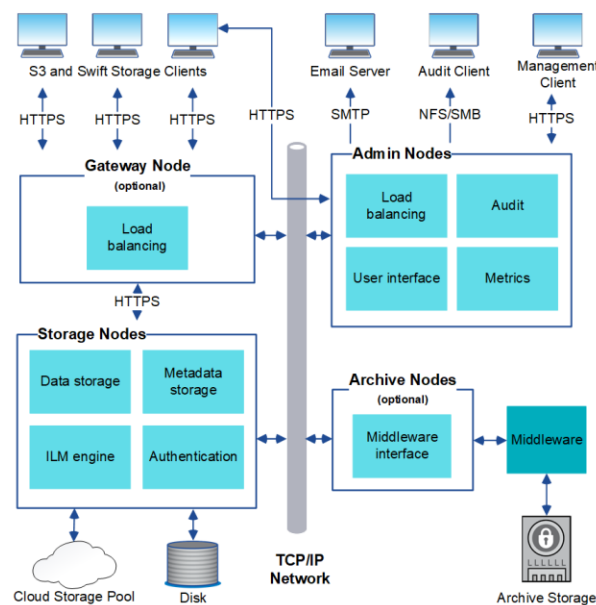 S3 and Swift Storage Clients
Email Server
Audit Client
Management
Client
HTTPS
HTTPS
HTTPS
HTTPS
SMTP
NFS/SMB
HTTPS
Gateway Node
(optional)
Load
balancing
Admin Nodes
Load
balancing
Audit
User interface
Metrics
HTTPS
Storage Nodes
Data storage
Metadata
storage
ILM engine
Authentication
Archive Nodes
(optional)
Middleware
interface
Middleware
Cloud Storage Pool
Disk
TCP/IP
Network
Archive Storage